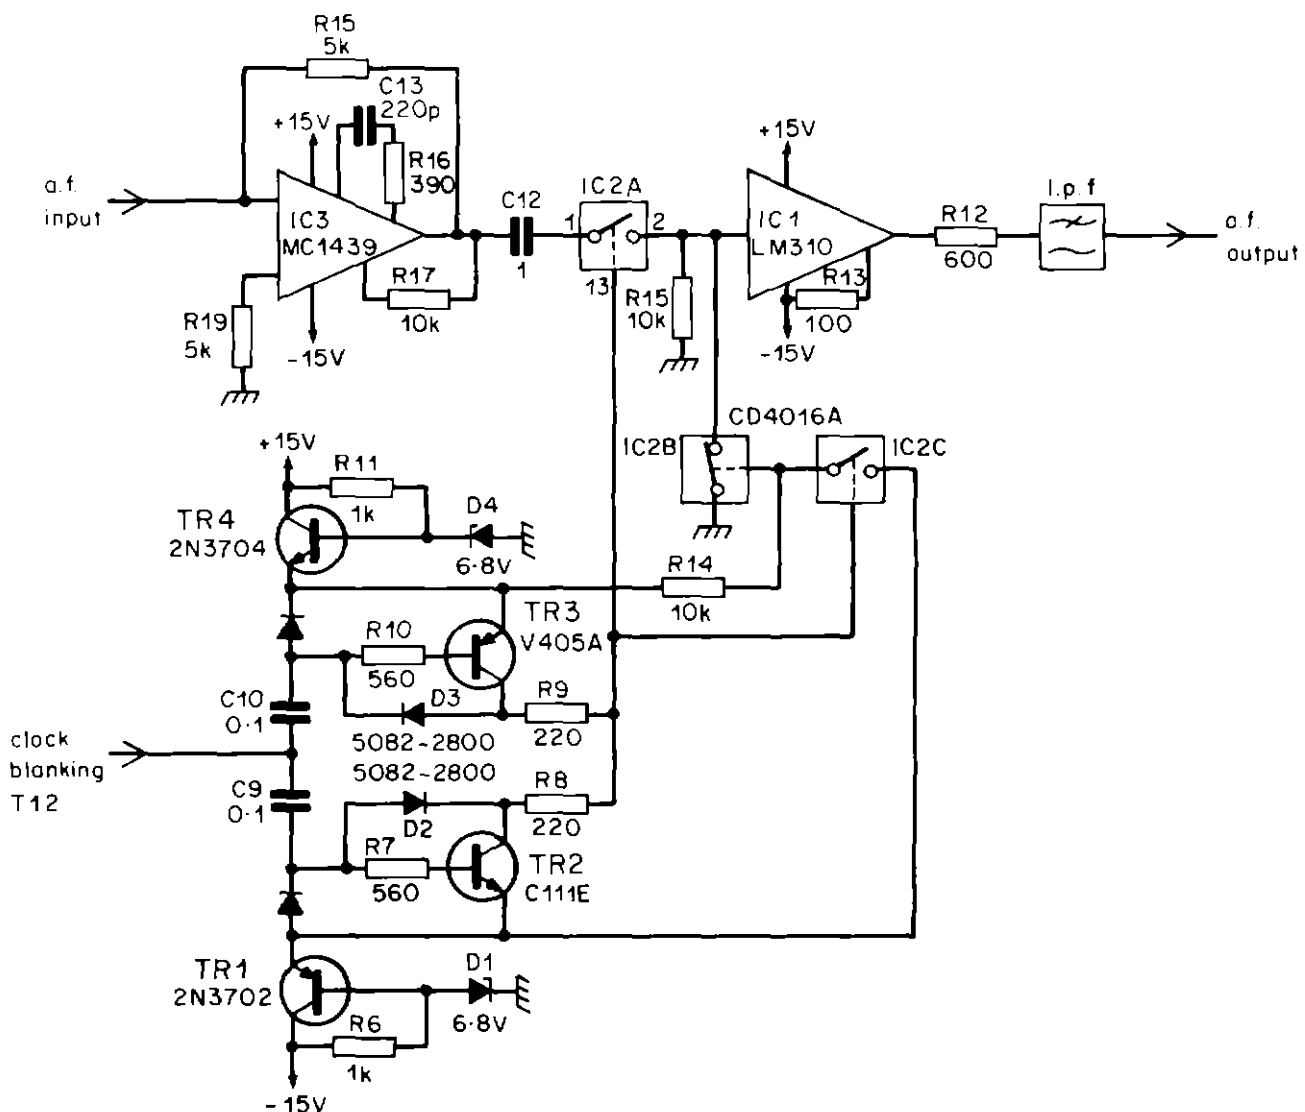 R15
5k
C13
220p
+15V
R16
390
a.f.
input
IC3
MC1439
R17
10k
R19
5k
-15V
C12
1
IC2A
1
2
13
R15
10k
+15V
IC1
LM310
R13
100
-15V
R12
600
l.p.f
a.f.
output
CD4016A
IC2B
IC2C
+15V
R11
1k
TR4
2N3704
D4
6·8V
R14
10k
TR3
V405A
R10
560
D3
5082-2800
R9
220
C10
0·1
clock
blanking
T12
C9
0·1
5082-2800
D2
R8
220
R7
560
TR2
C111E
TR1
2N3702
D1
6·8V
R6
1k
-15V